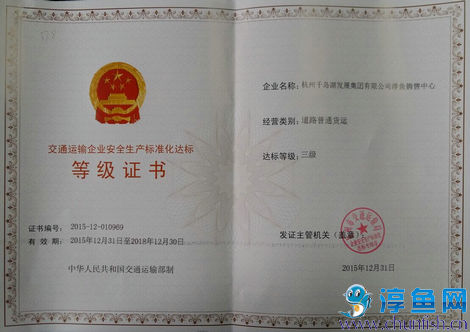 交通运输企业安全生产标准化达标
等级证书
证书编号: 2015-12-010969
有 效 期: 2015年12月31日至2018年12月30日
中华人民共和国交通运输部制
企业名称: 杭州千岛湖发展集团有限公司淳鱼销售中心
经营类别: 道路普通货运
达标等级: 三级
发证主管机关(盖章):
2015年12月31日
淳鱼网